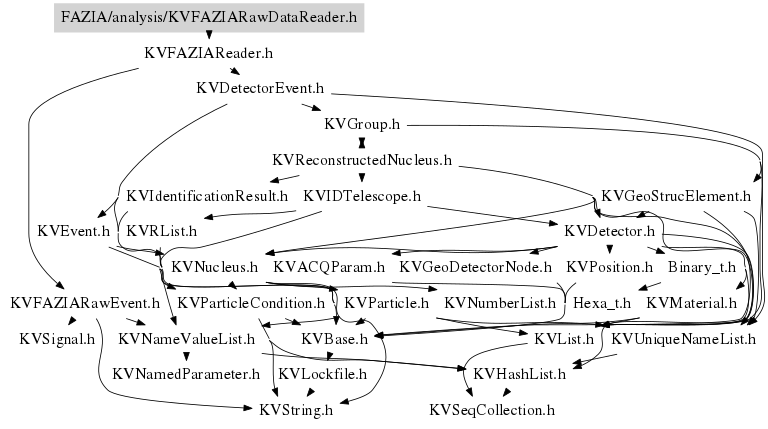 FAZIA/analysis/KVFAZIARawDataReader.h
KVFAZIAReader.h
KVDetectorEvent.h
KVGroup.h
KVReconstructedNucleus.h
KVIdentificationResult.h KVIDTelescope.h KVGeoStrucElement.h
KVEvent.h KVRList.h KVDetector.h
KVNucleus.h KVACQParam.h KVGeoDetectorNode.h KVPosition.h Binary_t.h
KVFAZIARawEvent.h KVParticleCondition.h KVParticle.h KVNumberList.h Hexa_t.h KVMaterial.h
KVSignal.h KVNameValueList.h KVBase.h KVList.h KVUniqueNameList.h
KVNamedParameter.h KVLockfile.h KVHashList.h
KVString.h KVSeqCollection.h